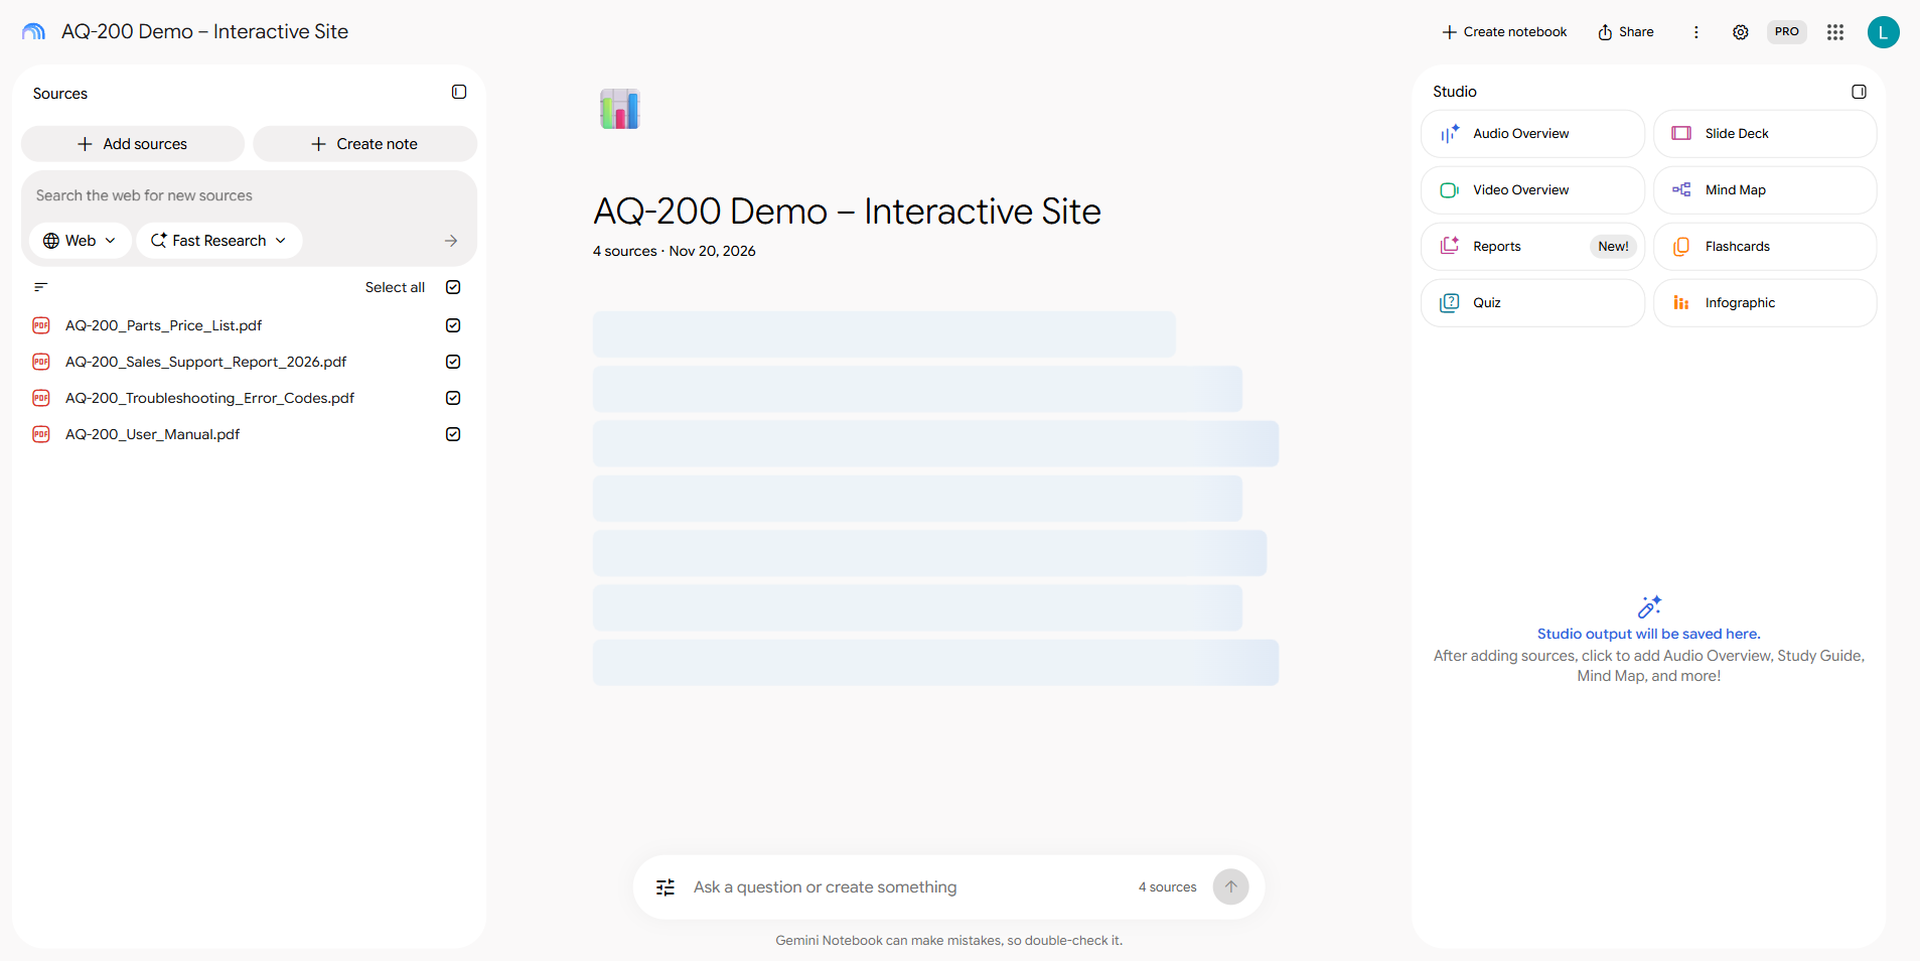 AQ-200 Demo – Interactive Site
Create notebook
Share
PRO
L
Sources
Add sources
Create note
Search the web for new sources
Web
Fast Research
Select all
PDF AQ-200_Parts_Price_List.pdf
PDF AQ-200_Sales_Support_Report_2026.pdf
PDF AQ-200_Troubleshooting_Error_Codes.pdf
PDF AQ-200_User_Manual.pdf
AQ-200 Demo – Interactive Site
4 sources · Nov 20, 2026
Ask a question or create something
4 sources
Gemini Notebook can make mistakes, so double-check it.
Studio
Audio Overview
Slide Deck
Video Overview
Mind Map
Reports
New!
Flashcards
Quiz
Infographic
Studio output will be saved here.
After adding sources, click to add Audio Overview, Study Guide,
Mind Map, and more!